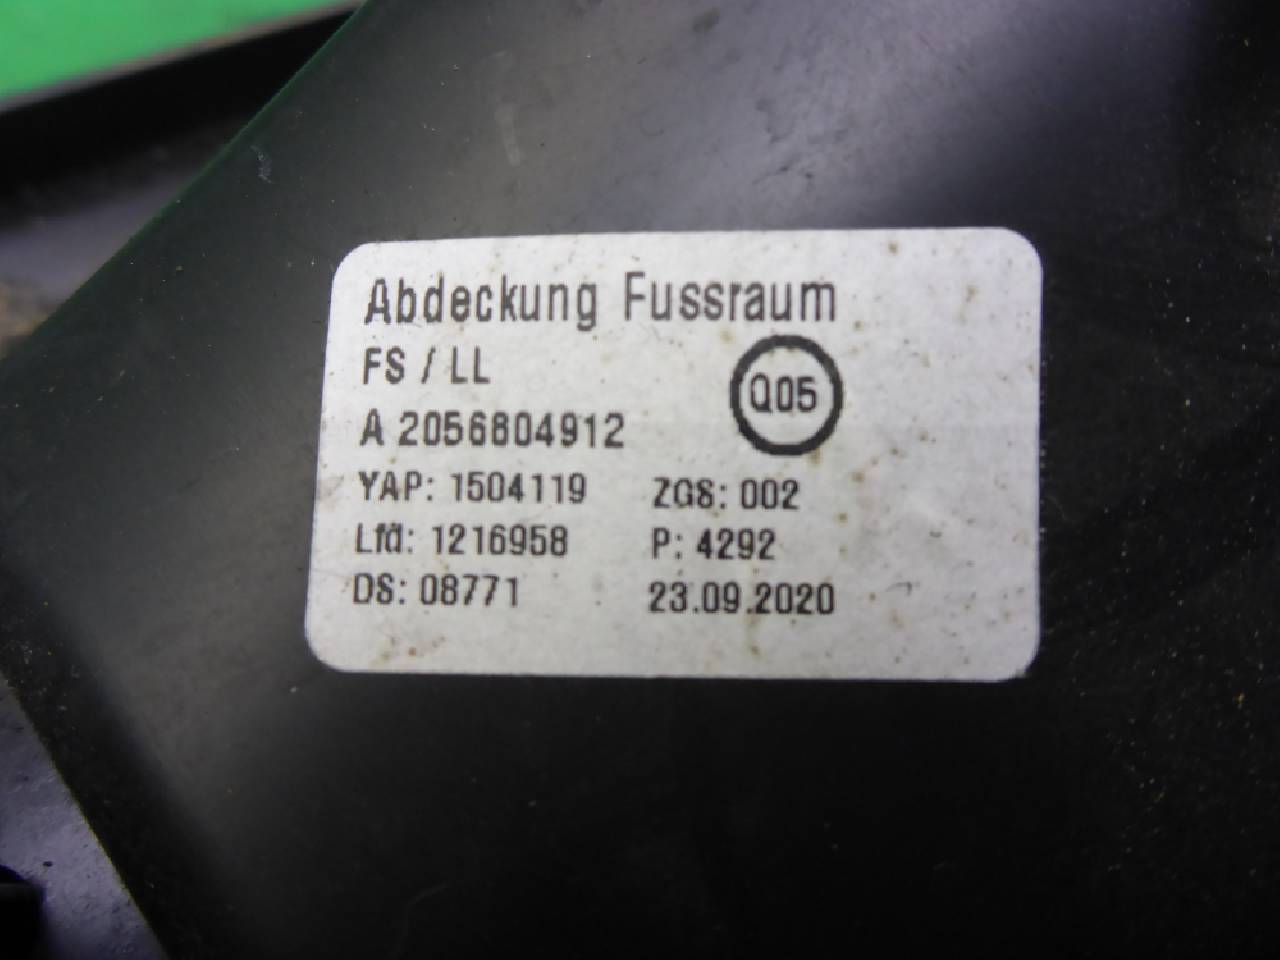 Abdeckung Fussraum
FS / LL
Q05
A 2056804912
YAP: 1504119 ZGS: 002
Lfd: 1216958 P: 4292
DS: 08771 23.09.2020